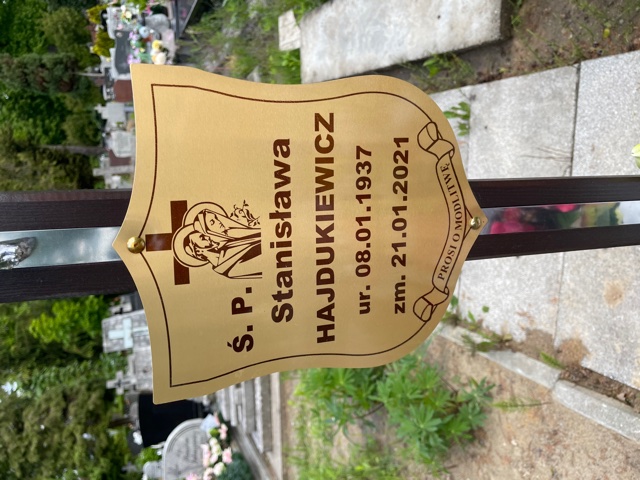 Ś. P.
Stanisława
HAJDUKIEWICZ
ur. 08.01.1937
zm. 21.01.2021
PROSI O MODLITWĘ